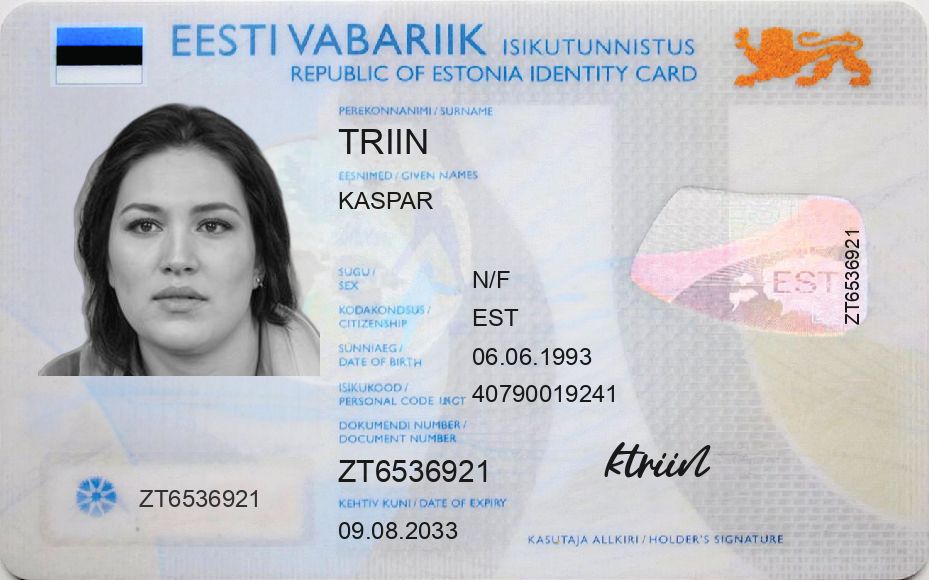 EESTI VABARIIK ISIKUTUNNISTUS
REPUBLIC OF ESTONIA IDENTITY CARD
PEREKONNANIMI / SURNAME
TRIIN
EESNIMED / GIVEN NAMES
KASPAR
SUGU /
SEX
N/F
KODAKONDSUS /
CITIZENSHIP
EST
SÜNNIAEG /
DATE OF BIRTH
06.06.1993
ISIKUKOOD /
PERSONAL CODE
40790019241
DOKUMENDI NUMBER /
DOCUMENT NUMBER
ZT6536921
KEHTIV KUNI / DATE OF EXPIRY
09.08.2033
ZT6536921
EST
ZT6536921
ktriin
KASUTAJA ALLKIRI / HOLDER'S SIGNATURE